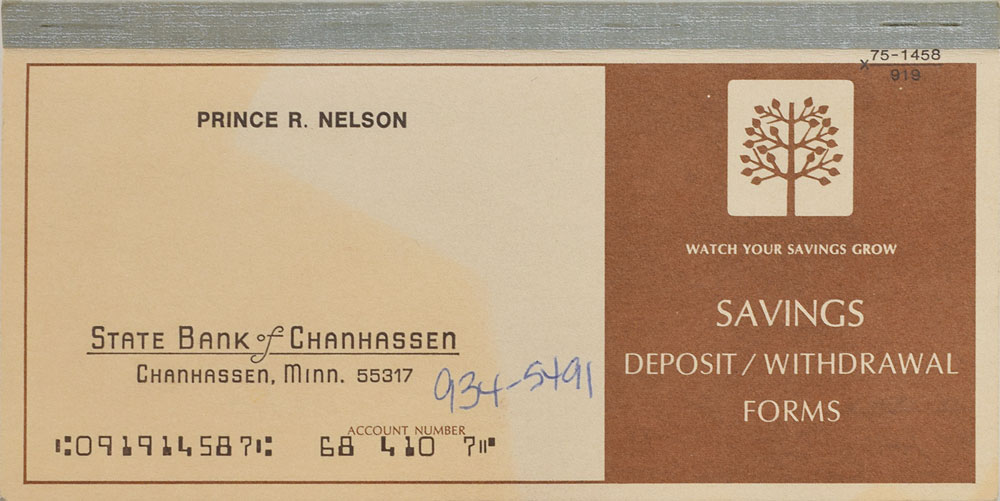 75-1458
919
PRINCE R. NELSON
WATCH YOUR SAVINGS GROW
SAVINGS
DEPOSIT / WITHDRAWAL
FORMS
STATE BANK of CHANHASSEN
CHANHASSEN, MINN. 55317
934-5491
ACCOUNT NUMBER
⑆091914587⑆ 68 410 7⑈